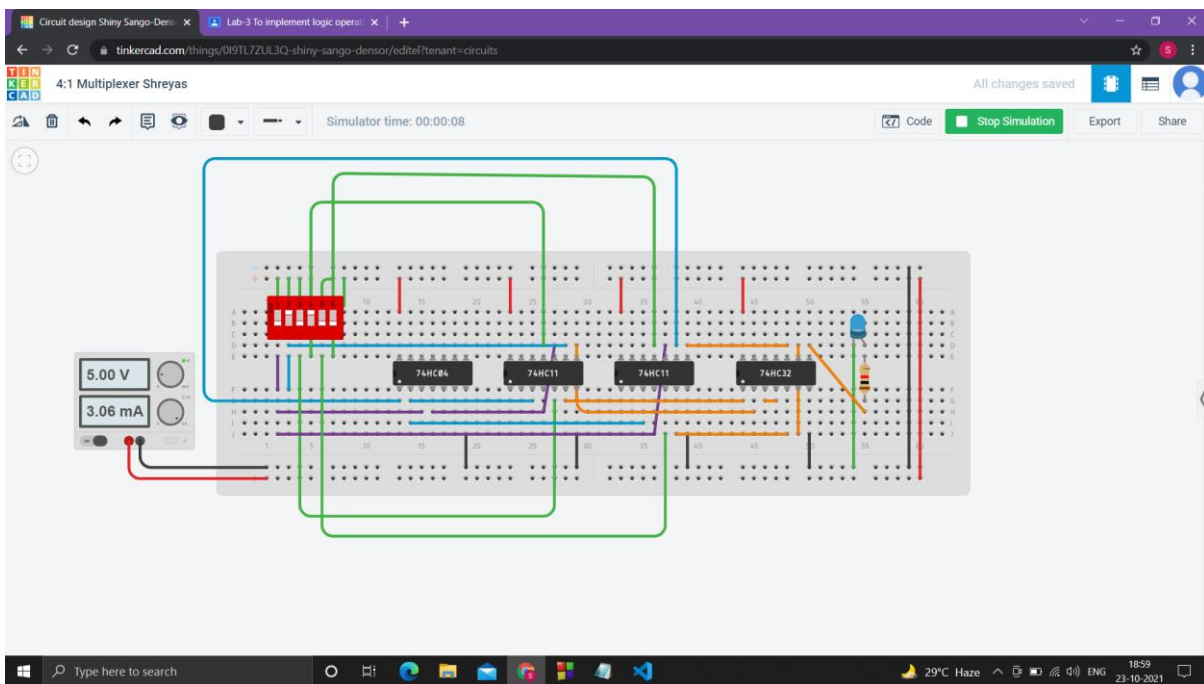 Circuit design Shiny Sango-Dens
Lab-3 To implement logic operat
tinkercad.com/things/0I9TL7ZUL3Q-shiny-sango-densor/editel?tenant=circuits
S
TIN
KER
CAD
4:1 Multiplexer Shreyas
All changes saved
Simulator time: 00:00:08
Code
Stop Simulation
Export
Share
5.00 V
3.06 mA
74HC04
74HC11
74HC11
74HC32
Type here to search
29°C Haze
ENG
18:59
23-10-2021